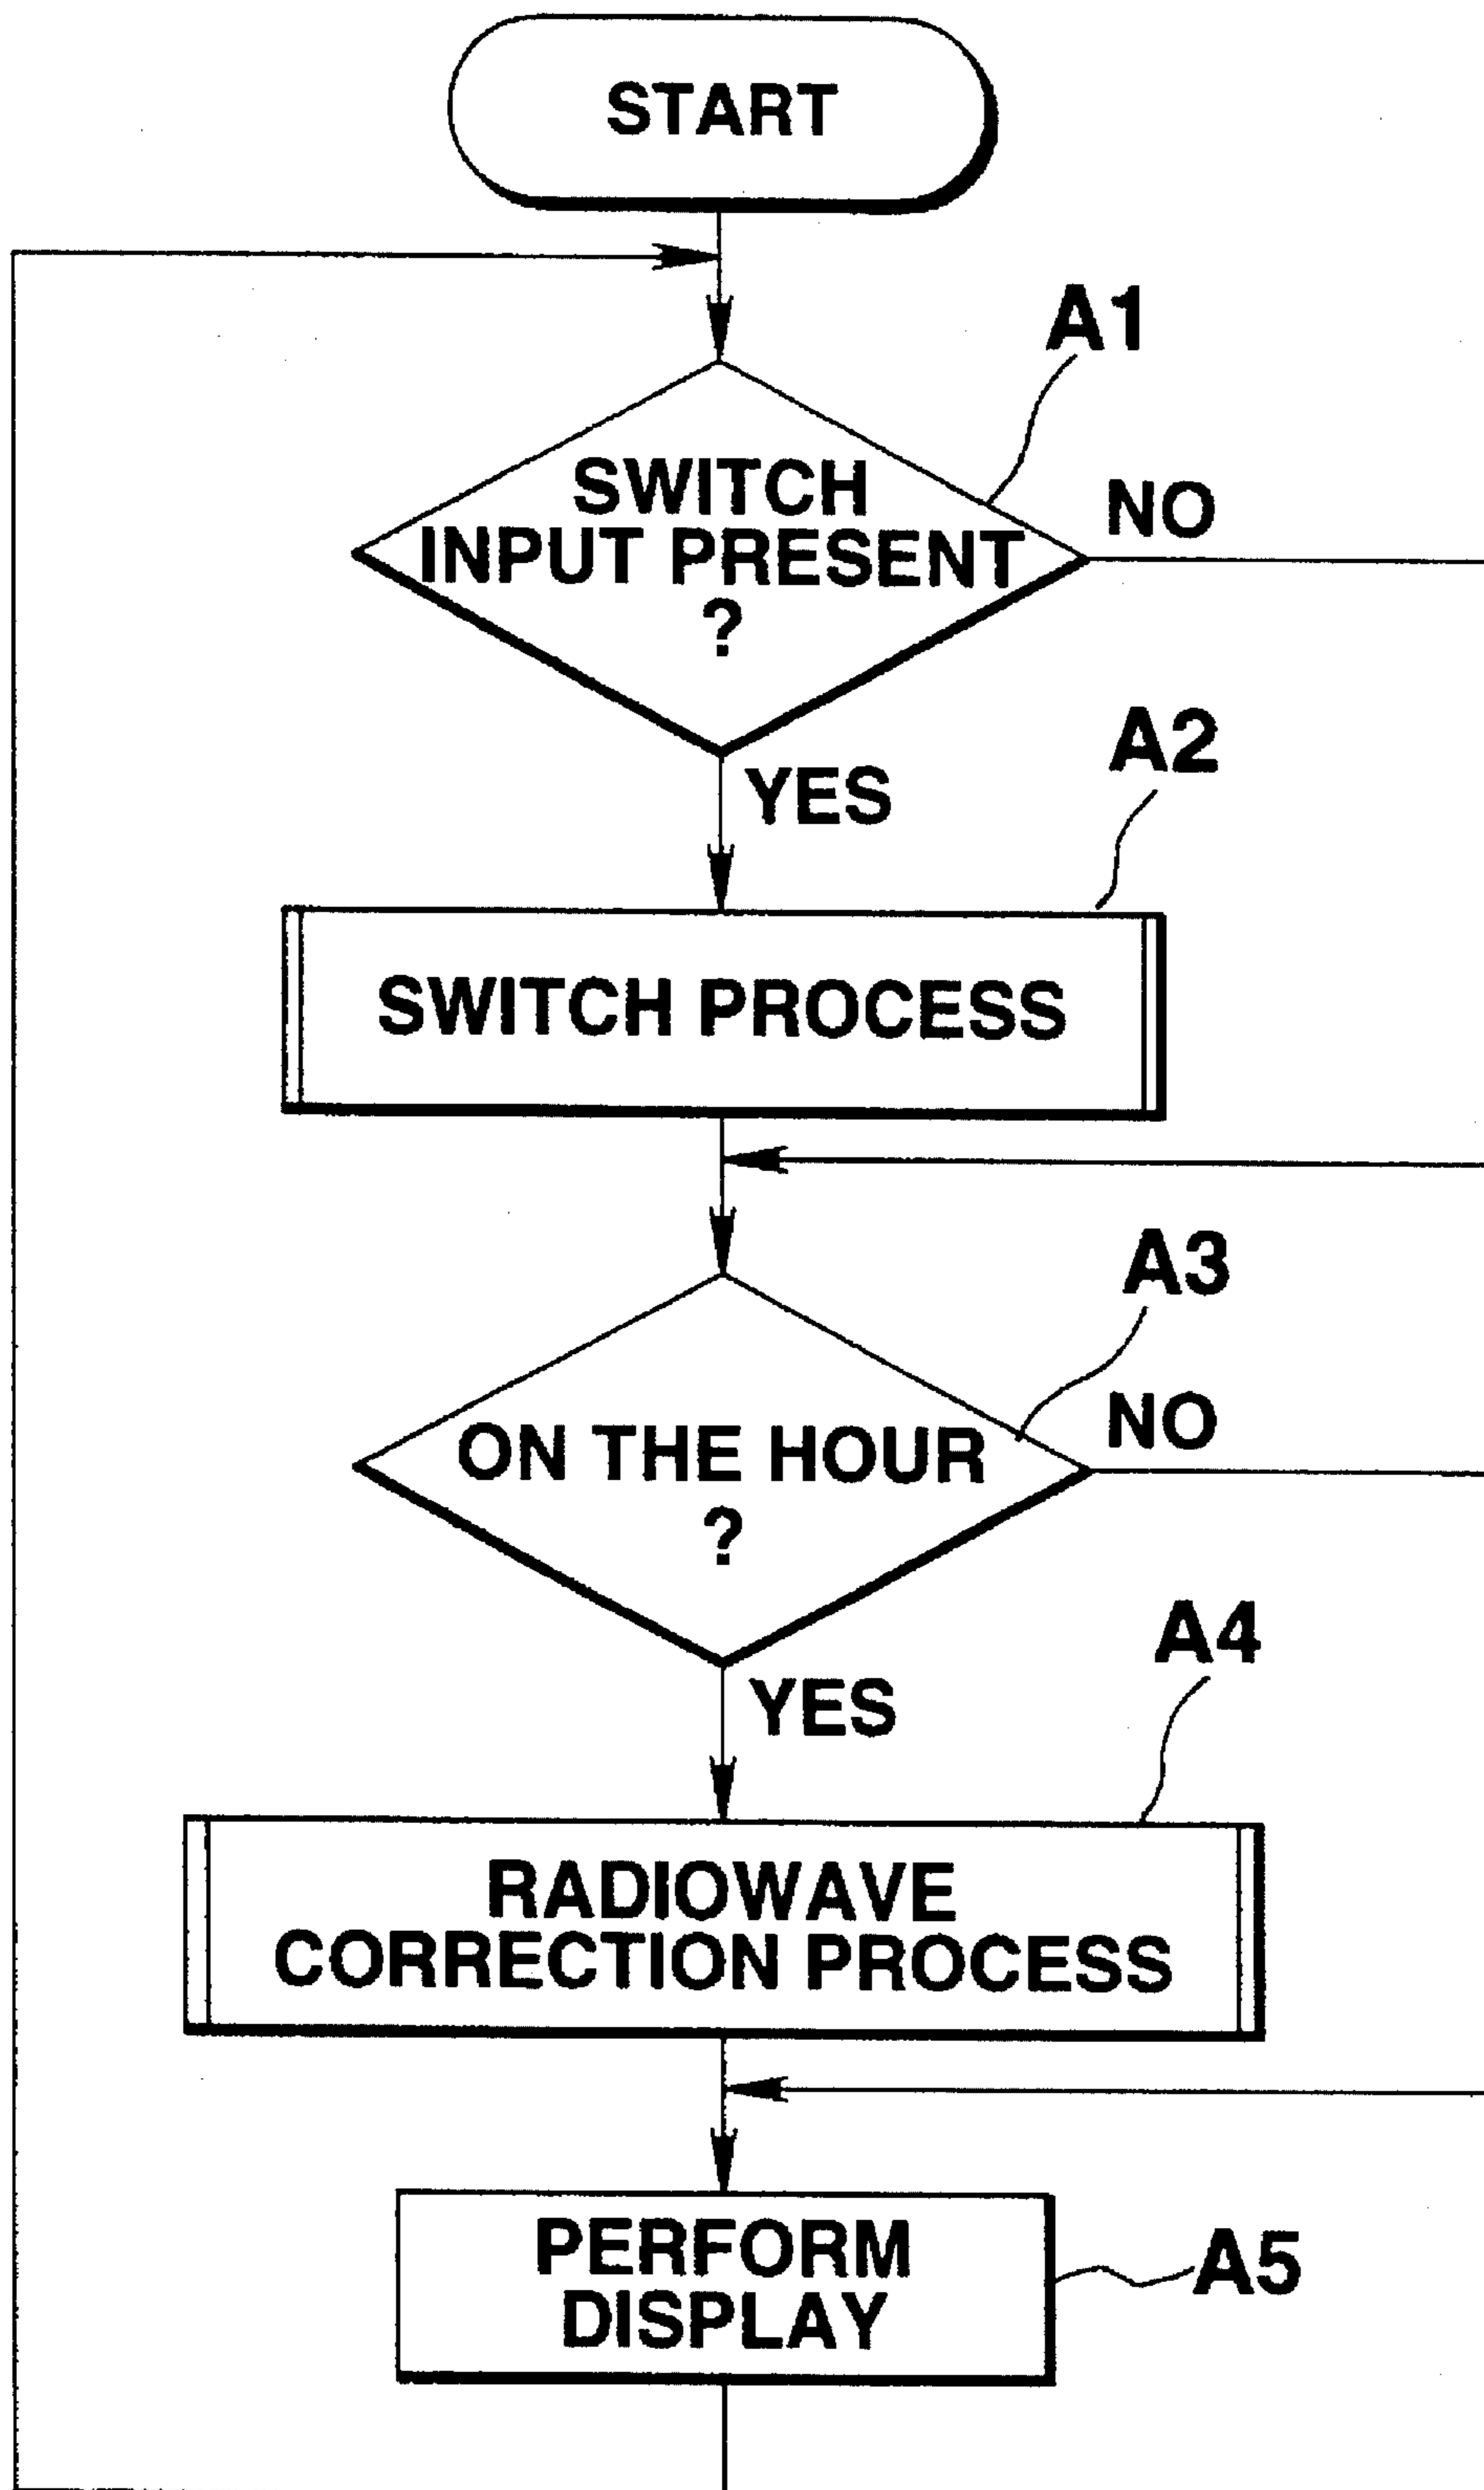 START
A1
SWITCH
INPUT PRESENT
?
NO
YES
A2
SWITCH PROCESS
A3
ON THE HOUR
?
NO
YES
A4
RADIOWAVE
CORRECTION PROCESS
PERFORM
DISPLAY
A5